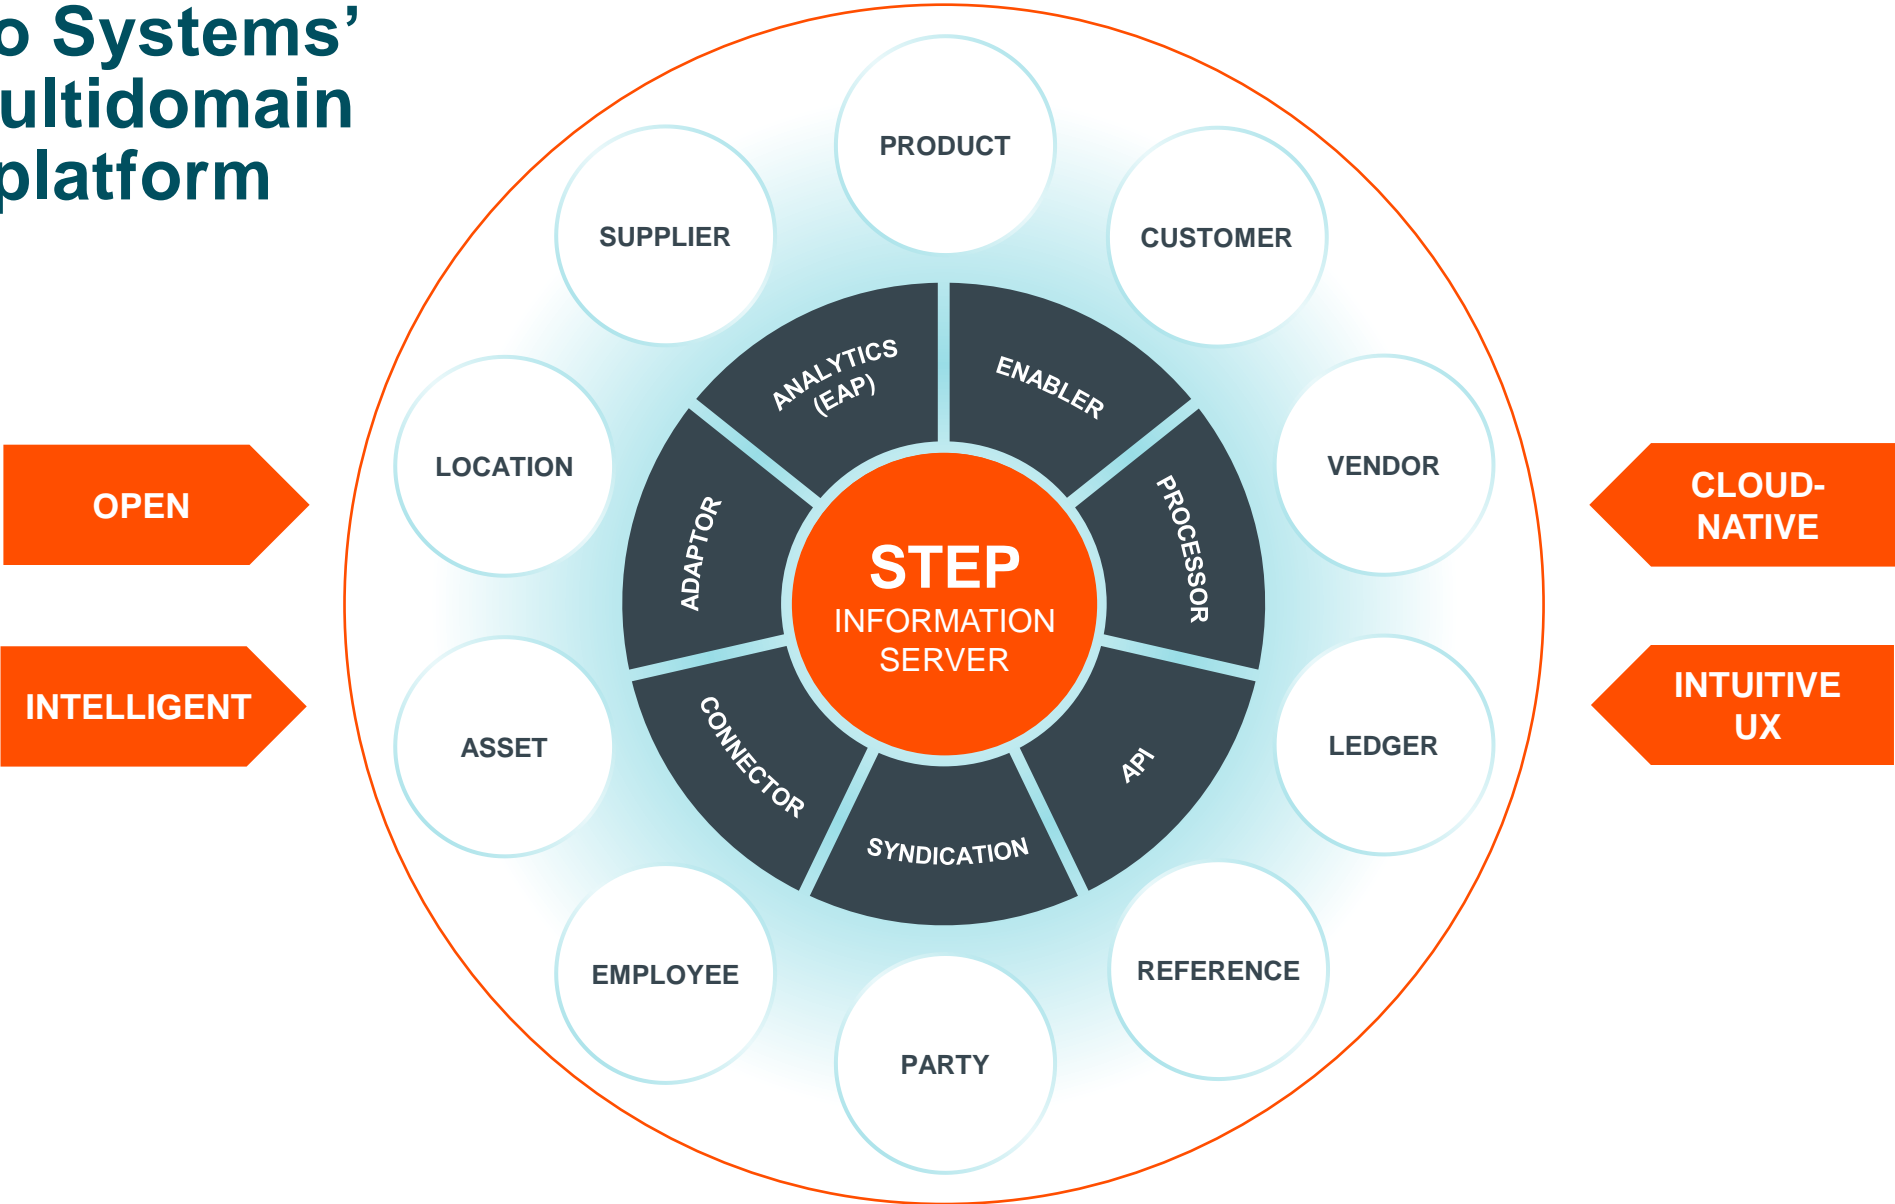 o Systems’
ultidomain
platform
PRODUCT
SUPPLIER
CUSTOMER
LOCATION
VENDOR
ANALYTICS
(EAP)
ENABLER
ADAPTOR
PROCESSOR
OPEN
CLOUD-
NATIVE
STEP
INFORMATION
SERVER
INTELLIGENT
INTUITIVE
UX
ASSET
LEDGER
CONNECTOR
API
SYNDICATION
EMPLOYEE
REFERENCE
PARTY